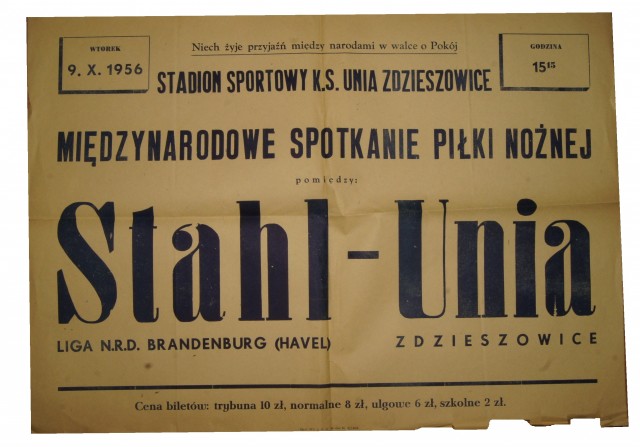 WTOREK
9. X. 1956
Niech żyje przyjaźń między narodami w walce o Pokój
GODZINA
15¹⁵
STADION SPORTOWY K.S. UNIA ZDZIESZOWICE
MIĘDZYNARODOWE SPOTKANIE PIŁKI NOŻNEJ
pomiędzy:
Stahl-Unia
LIGA N.R.D. BRANDENBURG (HAVEL) ZDZIESZOWICE
Cena biletów: trybuna 10 zł, normalne 8 zł, ulgowe 6 zł, szkolne 2 zł.